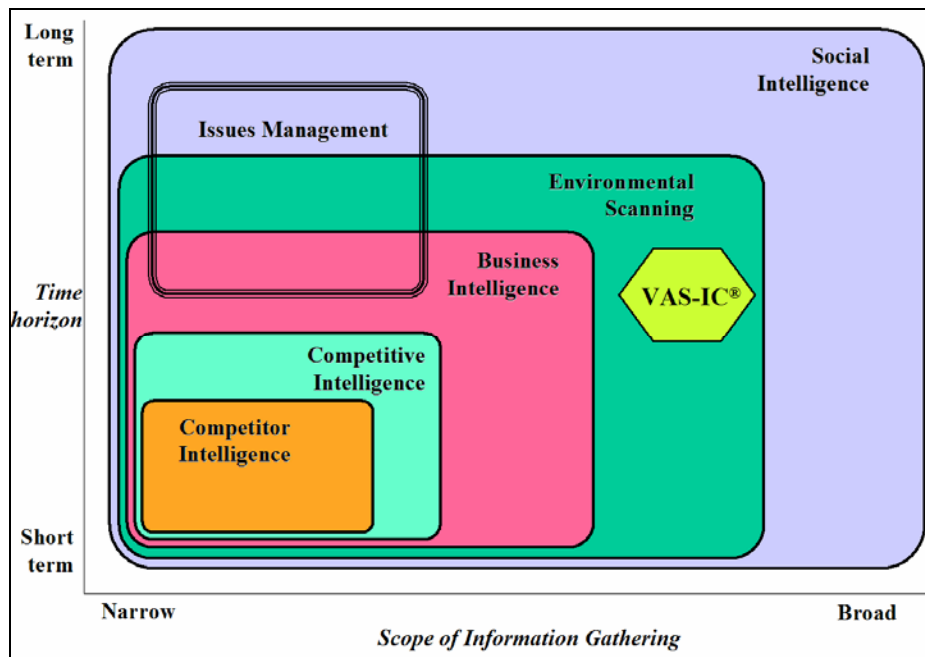 Long
term
Social
Intelligence
Issues Management
Environmental
Scanning
Business
Intelligence
VAS-IC®
Time
horizon
Competitive
Intelligence
Competitor
Intelligence
Short
term
Narrow
Broad
Scope of Information Gathering